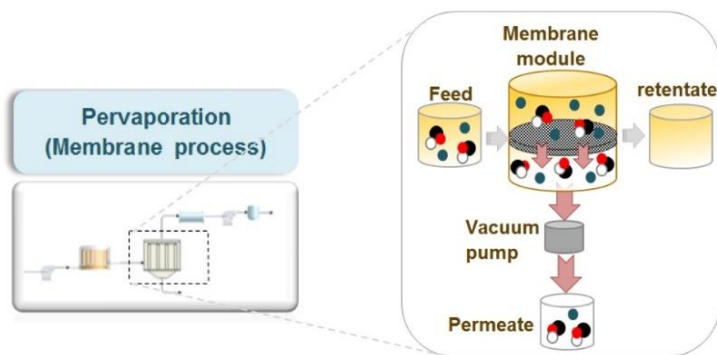 Pervaporation
(Membrane process)
Membrane
module
Feed
retentate
Vacuum
pump
Permeate